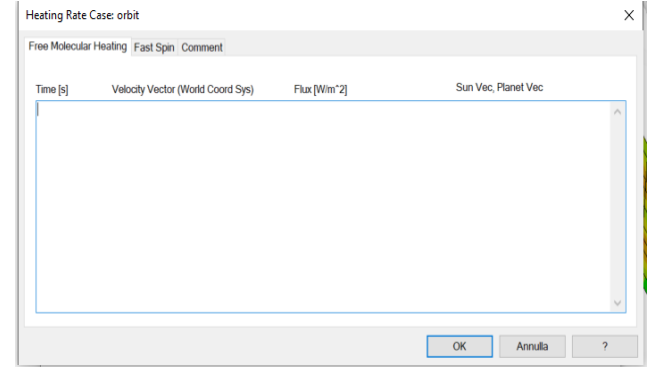 Heating Rate Case: orbit
Free Molecular Heating Fast Spin Comment
Time [s] Velocity Vector (World Coord Sys) Flux [W/m^2] Sun Vec, Planet Vec
OK Annulla ?